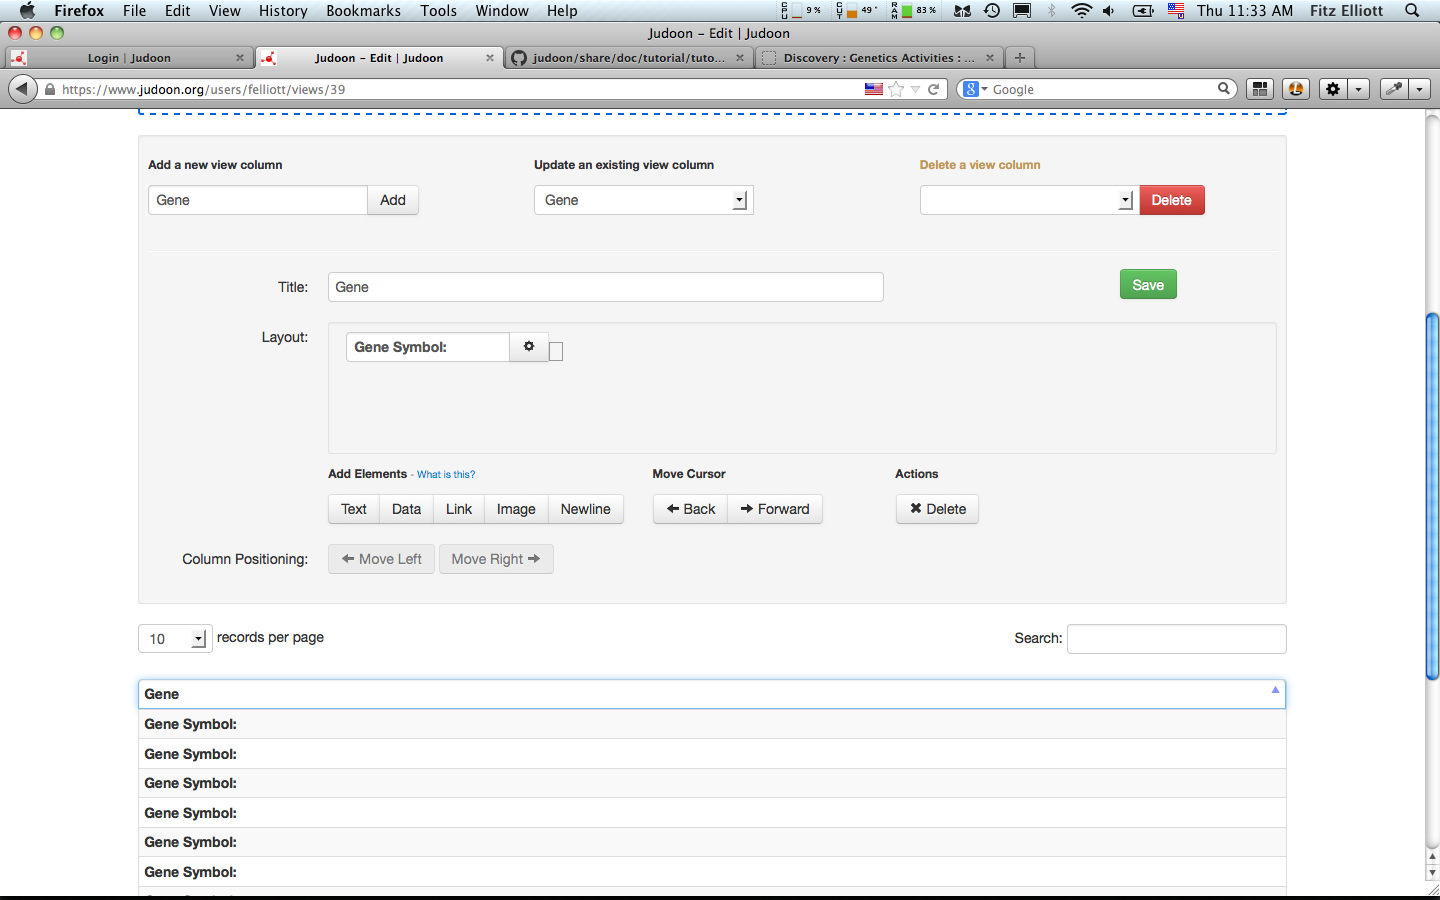 Firefox File Edit View History Bookmarks Tools Window Help CPU 9% CUT 49° RAM 83% Thu 11:33 AM Fitz Elliott
Judoon – Edit | Judoon
Login | Judoon
Judoon – Edit | Judoon
judoon/share/doc/tutorial/tuto...
Discovery : Genetics Activities : ...
https://www.judoon.org/users/felliott/views/39
Google
Add a new view column
Update an existing view column
Delete a view column
Gene Add
Gene
Delete
Title: Gene
Save
Layout: Gene Symbol:
Add Elements - What is this?
Move Cursor
Actions
Text Data Link Image Newline
Back Forward
Delete
Column Positioning: Move Left Move Right
10 records per page
Search:
Gene
Gene Symbol:
Gene Symbol:
Gene Symbol:
Gene Symbol:
Gene Symbol:
Gene Symbol: